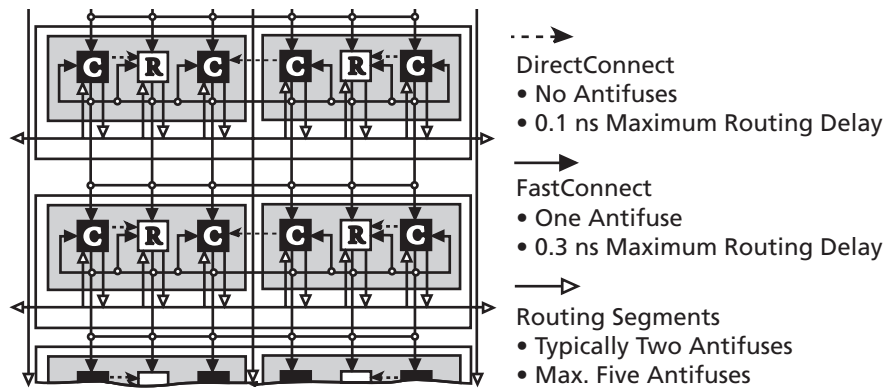 C R C C R C
DirectConnect
• No Antifuses
• 0.1 ns Maximum Routing Delay
FastConnect
• One Antifuse
• 0.3 ns Maximum Routing Delay
C R C C R C
Routing Segments
• Typically Two Antifuses
• Max. Five Antifuses